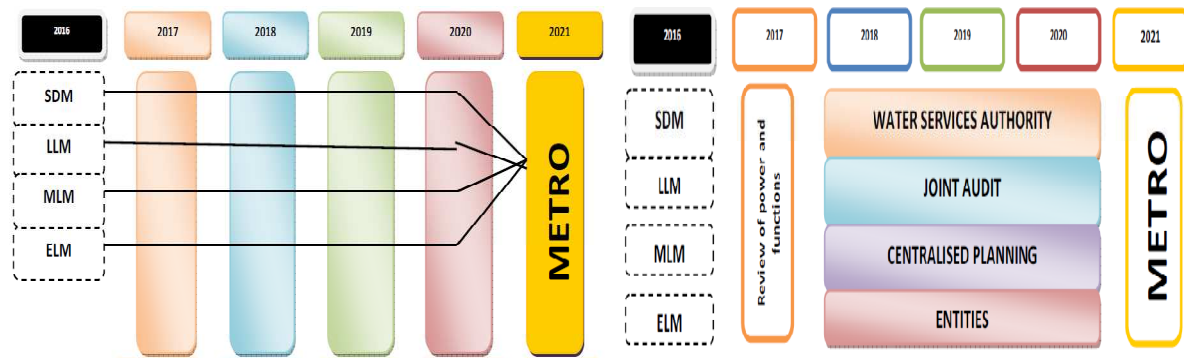 2016 2017 2018 2019 2020 2021
SDM
LLM
MLM
ELM
METRO
2016 2017 2018 2019 2020 2021
SDM
LLM
MLM
ELM
Review of power and
functions
WATER SERVICES AUTHORITY
JOINT AUDIT
CENTRALISED PLANNING
ENTITIES
METRO